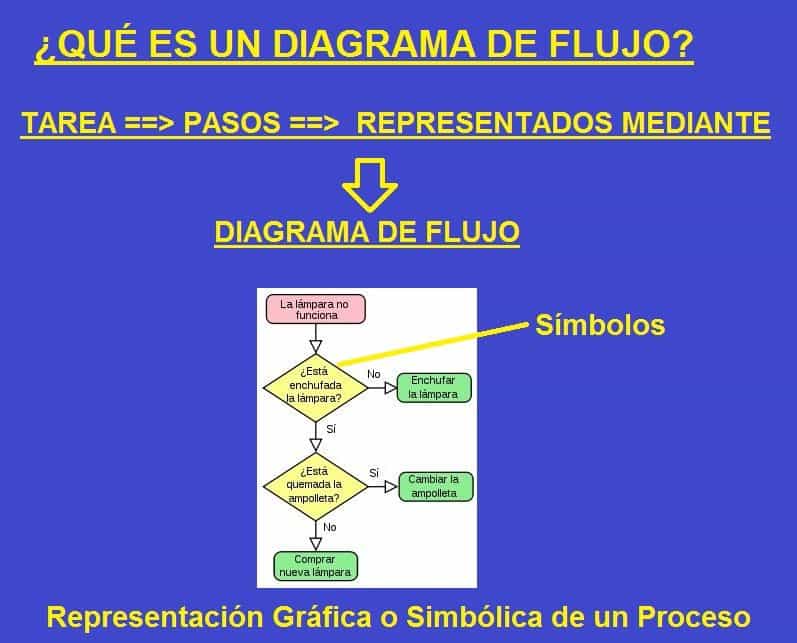 ¿QUÉ ES UN DIAGRAMA DE FLUJO?
TAREA ==> PASOS ==> REPRESENTADOS MEDIANTE
DIAGRAMA DE FLUJO
La lámpara no
funciona
Símbolos
¿Está
enchufada
la lámpara?
No
Enchufar
la lámpara
Sí
¿Está
quemada la
ampolleta?
Sí
Cambiar la
ampolleta
No
Comprar
nueva lámpara
Representación Gráfica o Simbólica de un Proceso